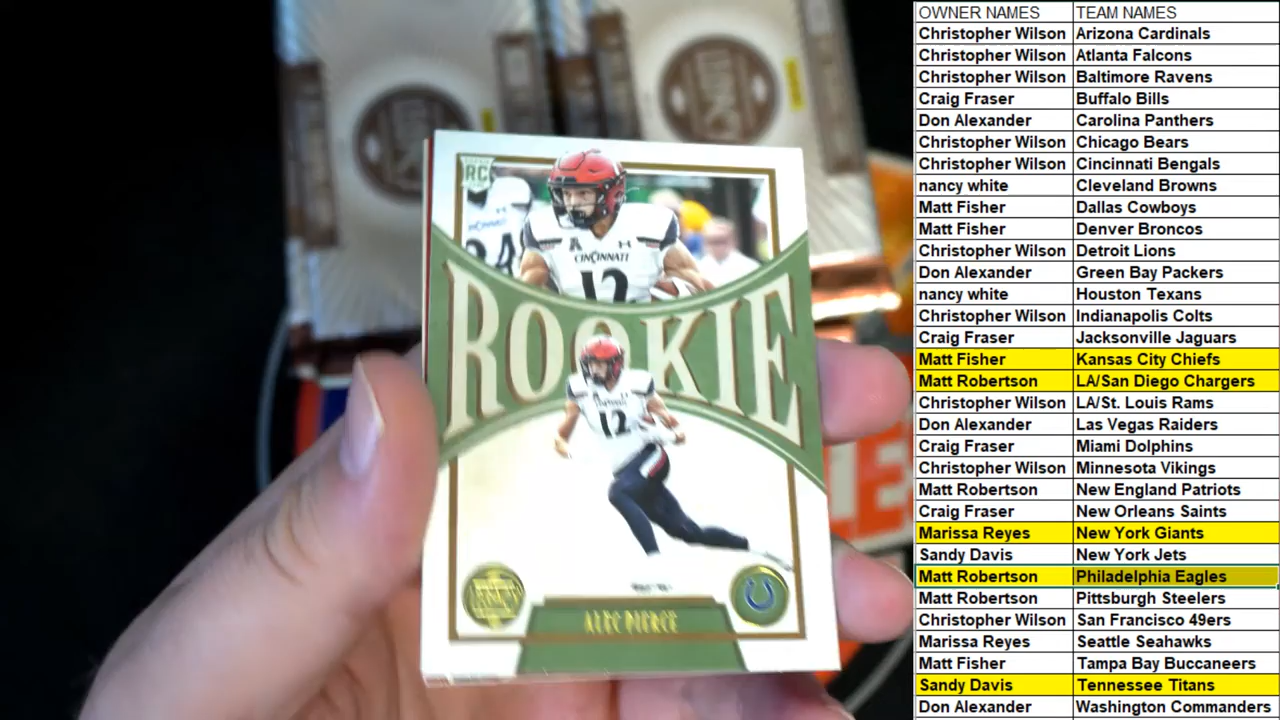 RC
CINCINNATI
12
ROOKIE
12
LEGACY
ALEC PIERCE
OWNER NAMES TEAM NAMES
Christopher Wilson Arizona Cardinals
Christopher Wilson Atlanta Falcons
Christopher Wilson Baltimore Ravens
Craig Fraser Buffalo Bills
Don Alexander Carolina Panthers
Christopher Wilson Chicago Bears
Christopher Wilson Cincinnati Bengals
nancy white Cleveland Browns
Matt Fisher Dallas Cowboys
Matt Fisher Denver Broncos
Christopher Wilson Detroit Lions
Don Alexander Green Bay Packers
nancy white Houston Texans
Christopher Wilson Indianapolis Colts
Craig Fraser Jacksonville Jaguars
Matt Fisher Kansas City Chiefs
Matt Robertson LA/San Diego Chargers
Christopher Wilson LA/St. Louis Rams
Don Alexander Las Vegas Raiders
Craig Fraser Miami Dolphins
Christopher Wilson Minnesota Vikings
Matt Robertson New England Patriots
Craig Fraser New Orleans Saints
Marissa Reyes New York Giants
Sandy Davis New York Jets
Matt Robertson Philadelphia Eagles
Matt Robertson Pittsburgh Steelers
Christopher Wilson San Francisco 49ers
Marissa Reyes Seattle Seahawks
Matt Fisher Tampa Bay Buccaneers
Sandy Davis Tennessee Titans
Don Alexander Washington Commanders